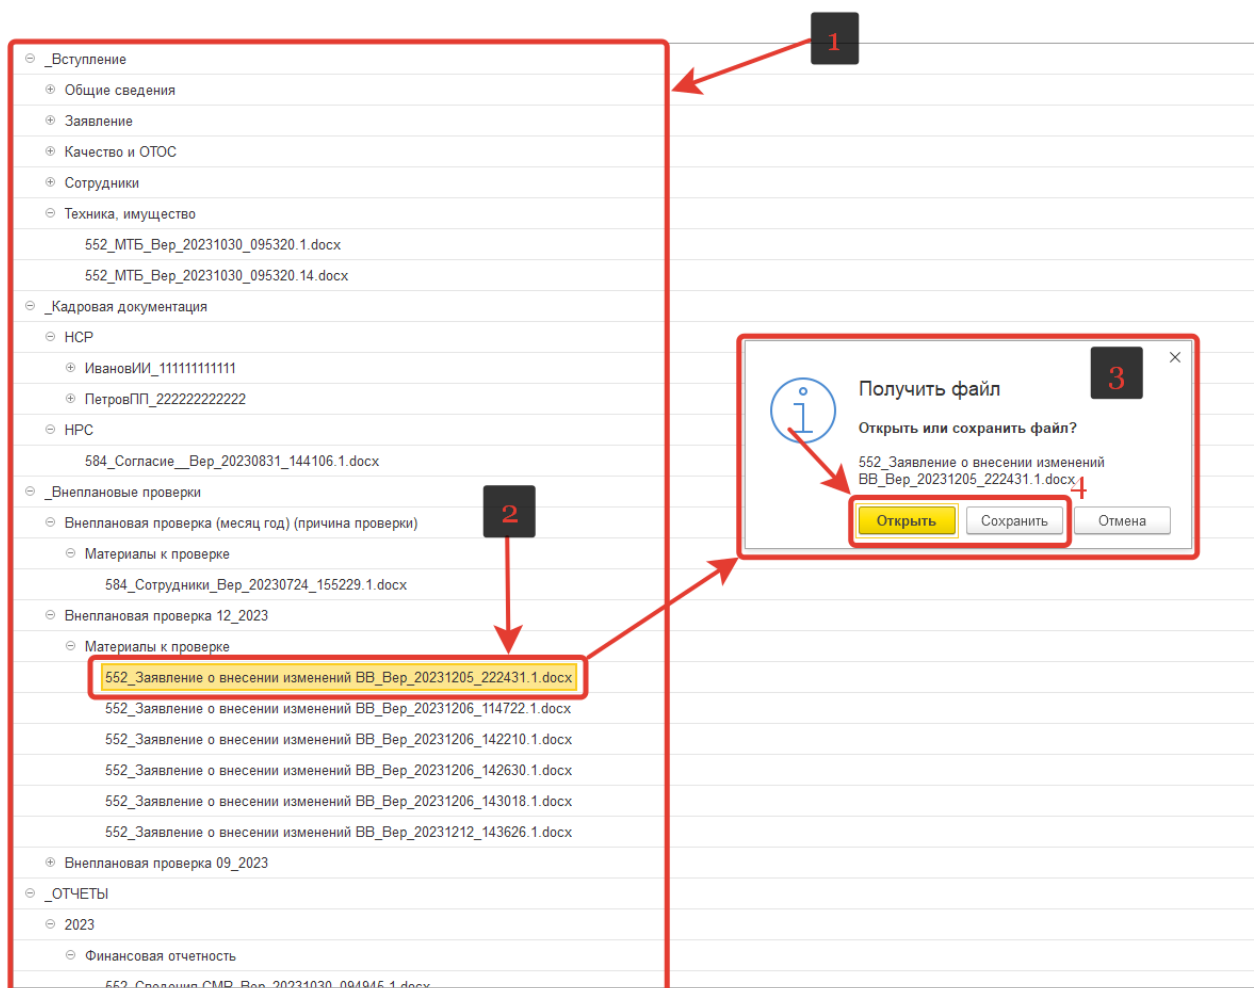 1
_Вступление
Общие сведения
Заявление
Качество и ОТОС
Сотрудники
Техника, имущество
552_МТБ_Вер_20231030_095320.1.docx
552_МТБ_Вер_20231030_095320.14.docx
_Кадровая документация
НСР
ИвановИИ_111111111111
ПетровПП_222222222222
НРС
584_Согласие__Вер_20230831_144106.1.docx
_Внеплановые проверки
Внеплановая проверка (месяц год) (причина проверки)
2
Материалы к проверке
584_Сотрудники_Вер_20230724_155229.1.docx
Внеплановая проверка 12_2023
Материалы к проверке
552_Заявление о внесении изменений ВВ_Вер_20231205_222431.1.docx
552_Заявление о внесении изменений ВВ_Вер_20231206_114722.1.docx
552_Заявление о внесении изменений ВВ_Вер_20231206_142210.1.docx
552_Заявление о внесении изменений ВВ_Вер_20231206_142630.1.docx
552_Заявление о внесении изменений ВВ_Вер_20231206_143018.1.docx
552_Заявление о внесении изменений ВВ_Вер_20231212_143626.1.docx
Внеплановая проверка 09_2023
_ОТЧЕТЫ
2023
Финансовая отчетность
552_Сведения СМР_Вер_20231030_094945.1.docx
3
Получить файл
Открыть или сохранить файл?
552_Заявление о внесении изменений
ВВ_Вер_20231205_222431.1.docx
4
Открыть Сохранить Отмена